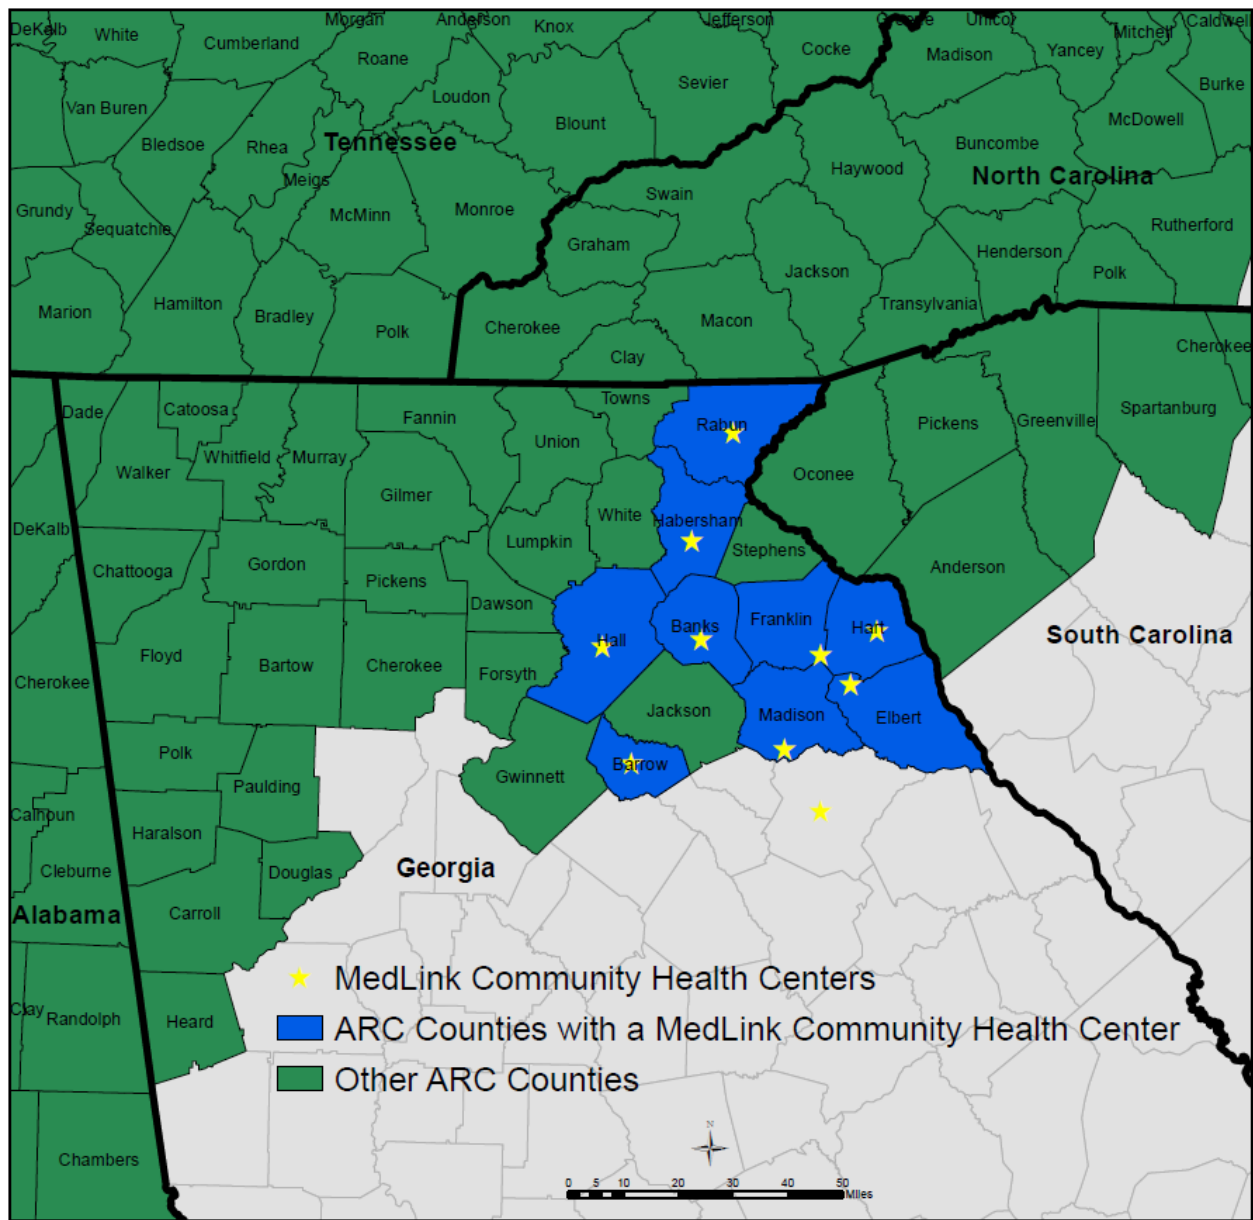 DeKalb
White
Cumberland
Morgan
Anderson
Knox
Jefferson
Greene
Unicoi
Mitchell
Caldwell
Roane
Loudon
Sevier
Cocke
Madison
Yancey
Burke
Van Buren
Bledsoe
Rhea
Tennessee
Blount
Haywood
Buncombe
McDowell
North Carolina
Meigs
McMinn
Monroe
Swain
Grundy
Sequatchie
Graham
Jackson
Henderson
Rutherford
Polk
Marion
Hamilton
Bradley
Polk
Cherokee
Macon
Transylvania
Clay
Cherokee
Dade
Catoosa
Fannin
Towns
Rabun
Pickens
Greenville
Spartanburg
Walker
Whitfield
Murray
Union
Oconee
Gilmer
White
Habersham
DeKalb
Lumpkin
Stephens
Chattooga
Gordon
Pickens
Anderson
Dawson
Banks
Franklin
Hart
Hall
South Carolina
Floyd
Bartow
Cherokee
Forsyth
Cherokee
Jackson
Madison
Elbert
Polk
Paulding
Gwinnett
Barrow
Calhoun
Haralson
Cleburne
Douglas
Georgia
Alabama
Carroll
MedLink Community Health Centers
Clay
Randolph
Heard
ARC Counties with a MedLink Community Health Center
Other ARC Counties
Chambers
N
0 5 10 20 30 40 50
Miles